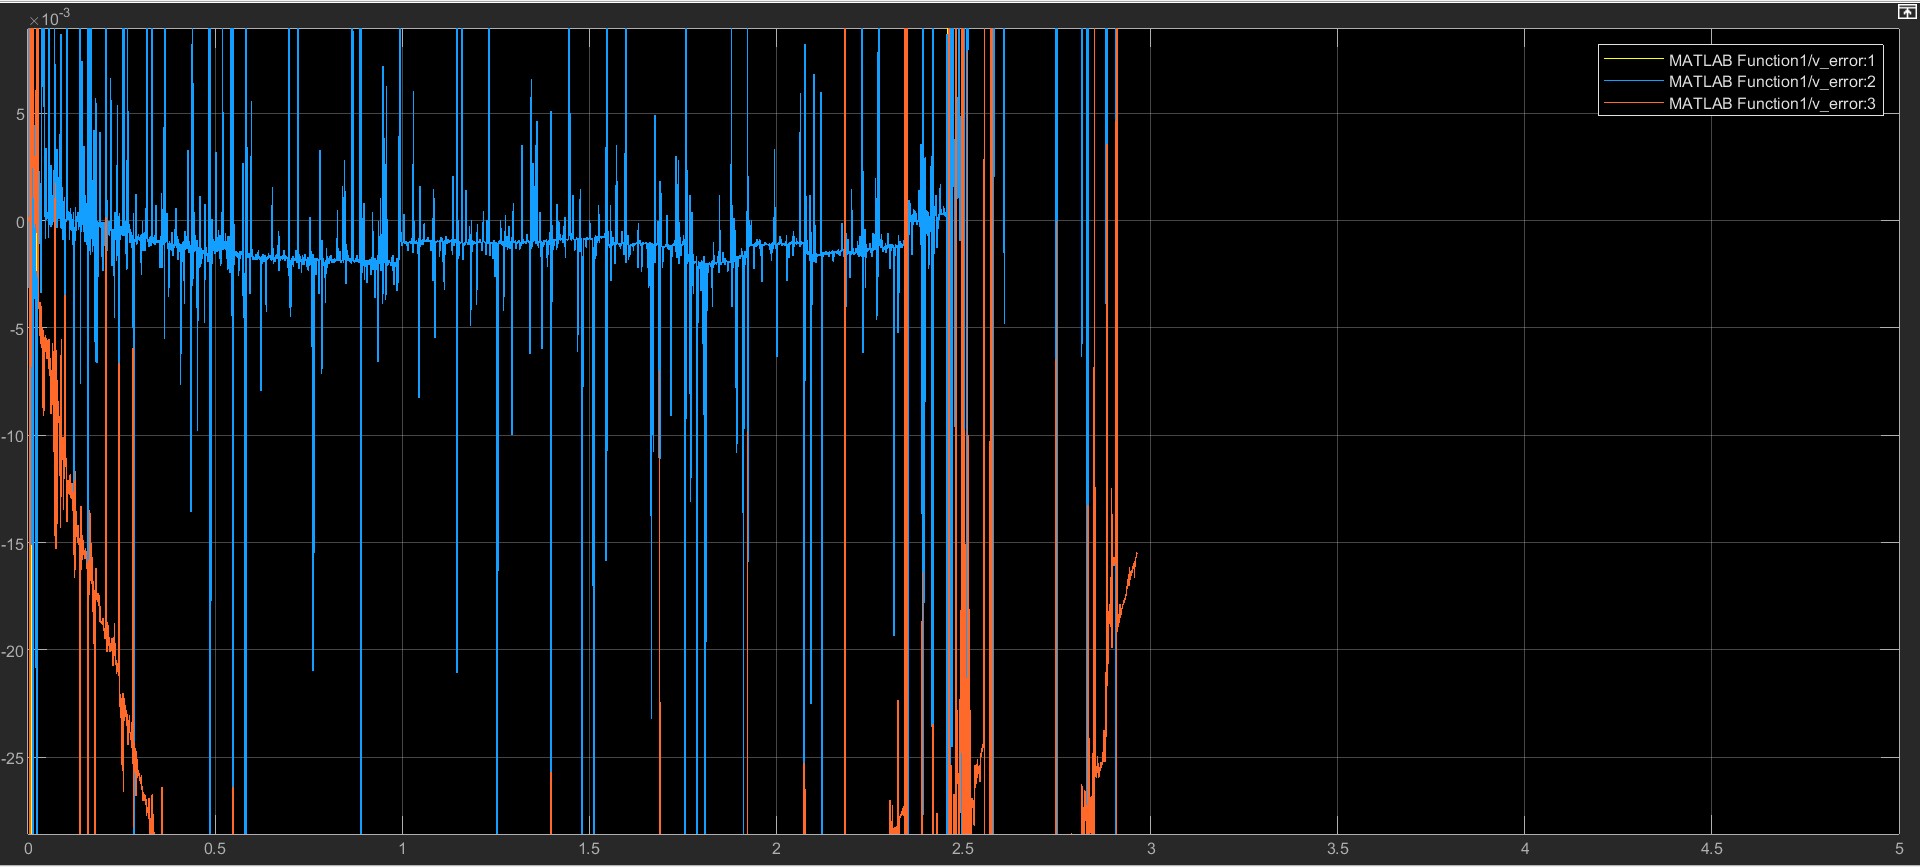 ×10⁻³
MATLAB Function1/v_error:1
MATLAB Function1/v_error:2
MATLAB Function1/v_error:3
5
0
-5
-10
-15
-20
-25
0 0.5 1 1.5 2 2.5 3 3.5 4 4.5 5